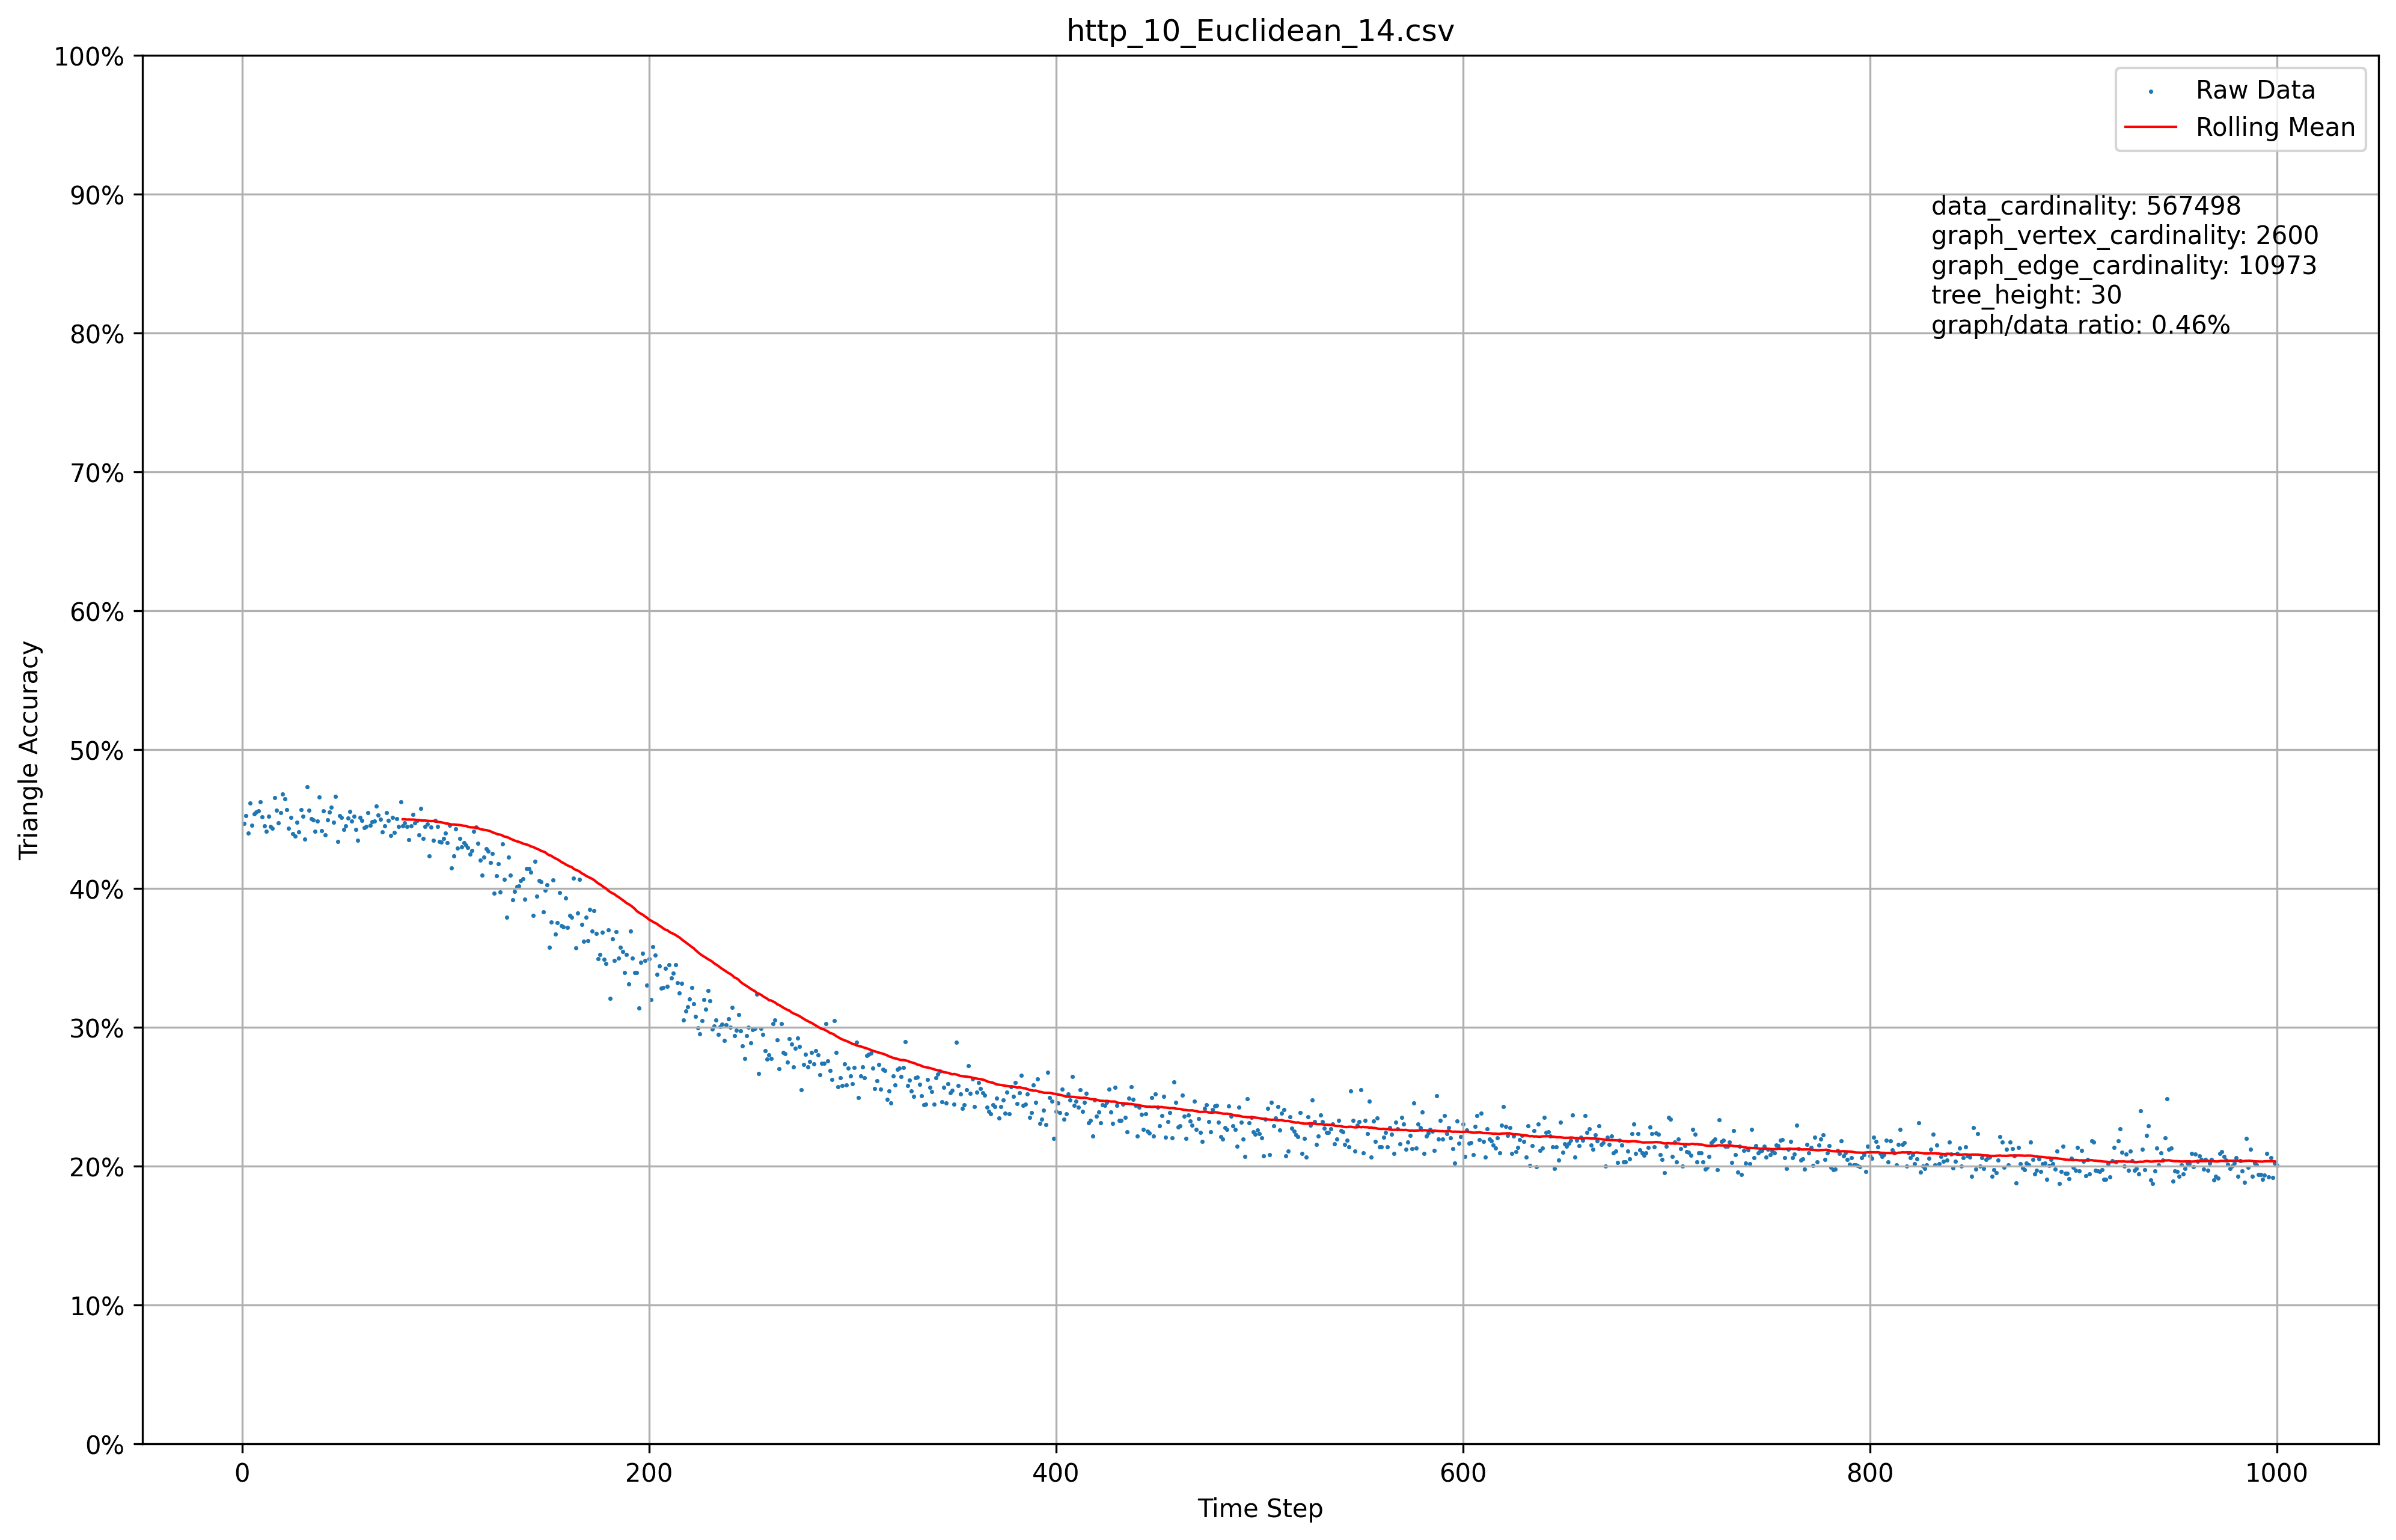 http_10_Euclidean_14.csv
100%
90%
80%
70%
60%
50%
40%
30%
20%
10%
0%
Triangle Accuracy
Raw Data
Rolling Mean
data_cardinality: 567498
graph_vertex_cardinality: 2600
graph_edge_cardinality: 10973
tree_height: 30
graph/data ratio: 0.46%
0 200 400 600 800 1000
Time Step